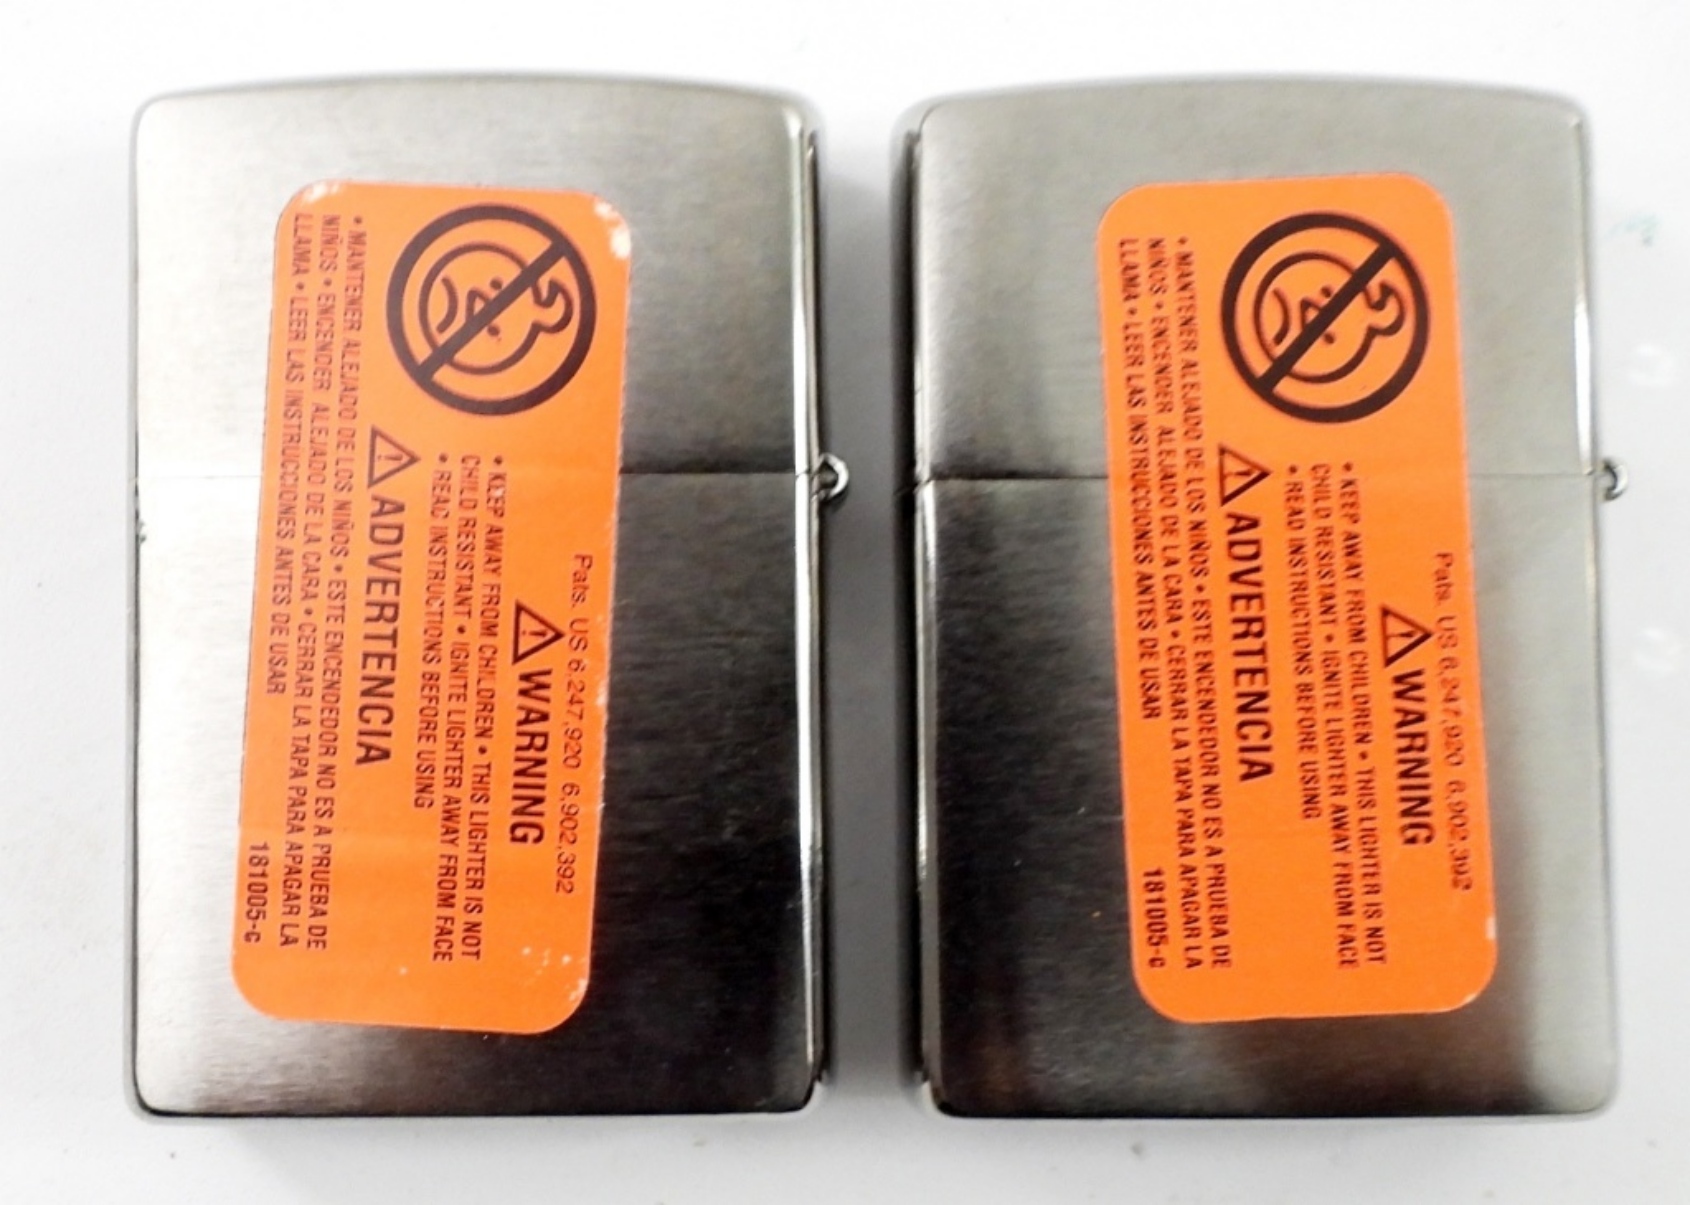 Pats. US 6,247,920 6,902,392
⚠ WARNING
• KEEP AWAY FROM CHILDREN • THIS LIGHTER IS NOT
CHILD RESISTANT • IGNITE LIGHTER AWAY FROM FACE
• READ INSTRUCTIONS BEFORE USING
⚠ ADVERTENCIA
• MANTENER ALEJADO DE LOS NIÑOS • ESTE ENCENDEDOR NO ES A PRUEBA DE
NIÑOS • ENCENDER ALEJADO DE LA CARA • CERRAR LA TAPA PARA APAGAR LA
LLAMA • LEER LAS INSTRUCCIONES ANTES DE USAR
181005-G
Pats. US 6,247,920 6,902,392
⚠ WARNING
• KEEP AWAY FROM CHILDREN • THIS LIGHTER IS NOT
CHILD RESISTANT • IGNITE LIGHTER AWAY FROM FACE
• READ INSTRUCTIONS BEFORE USING
⚠ ADVERTENCIA
• MANTENER ALEJADO DE LOS NIÑOS • ESTE ENCENDEDOR NO ES A PRUEBA DE
NIÑOS • ENCENDER ALEJADO DE LA CARA • CERRAR LA TAPA PARA APAGAR LA
LLAMA • LEER LAS INSTRUCCIONES ANTES DE USAR
181005-G